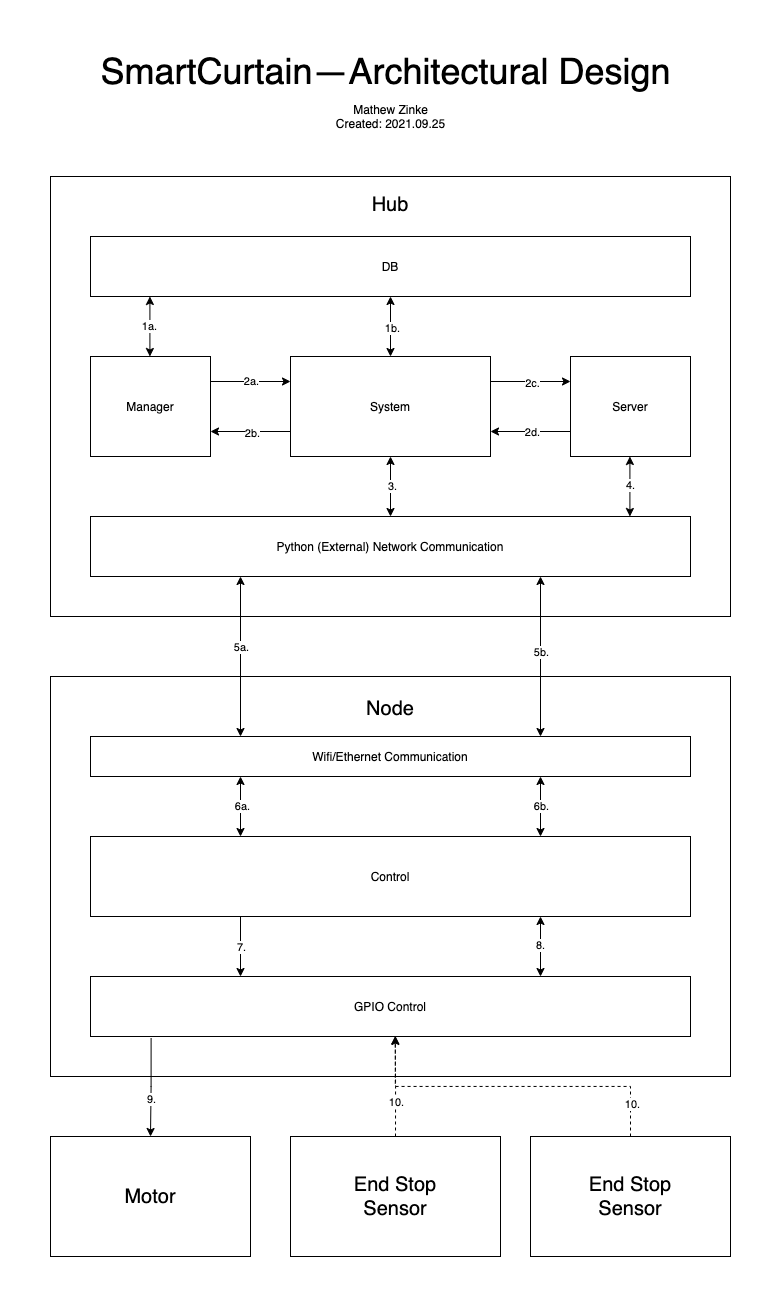 SmartCurtain—Architectural Design
Mathew Zinke
Created: 2021.09.25
Hub
DB
1a.
1b.
Manager
2a.
2b.
System
2c.
2d.
Server
3.
4.
Python (External) Network Communication
5a.
5b.
Node
Wifi/Ethernet Communication
6a.
6b.
Control
7.
8.
GPIO Control
9.
10.
10.
Motor
End Stop
Sensor
End Stop
Sensor